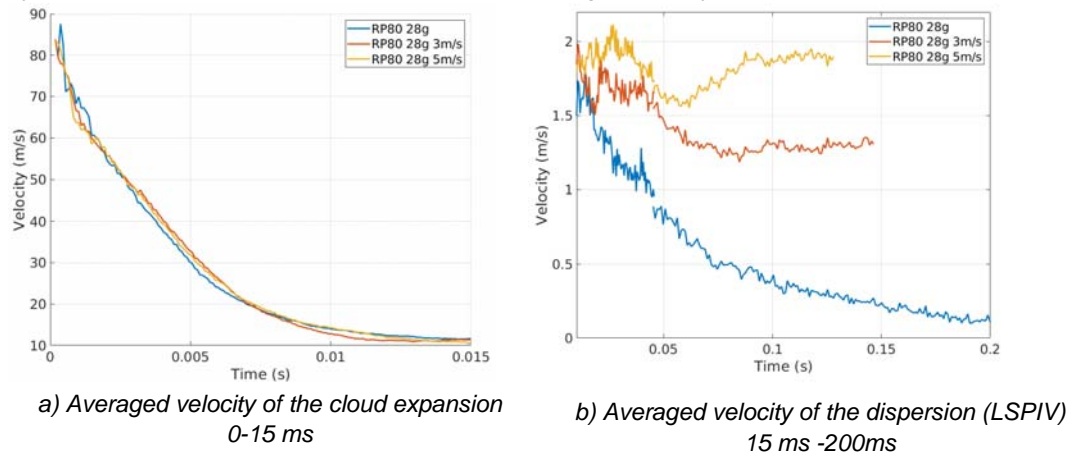 90
80
70
60
50
40
30
20
10
Velocity (m/s)
RP80 28g
RP80 28g 3m/s
RP80 28g 5m/s
0
0.005
0.01
0.015
Time (s)
a) Averaged velocity of the cloud expansion
0-15 ms
2
1.5
1
0.5
0
Velocity (m/s)
RP80 28g
RP80 28g 3m/s
RP80 28g 5m/s
0.05
0.1
0.15
0.2
Time (s)
b) Averaged velocity of the dispersion (LSPIV)
15 ms -200ms